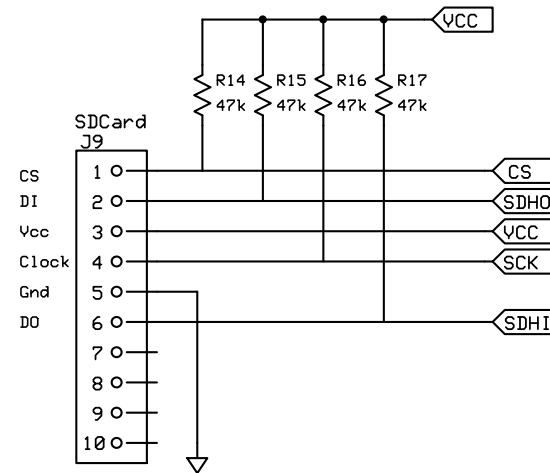 VCC
R14 R15 R16 R17
47k 47k 47k 47k
SDCard
J9
CS 1 CS
DI 2 SDHO
Vcc 3 VCC
Clock 4 SCK
Gnd 5
DO 6 SDHI
7
8
9
10